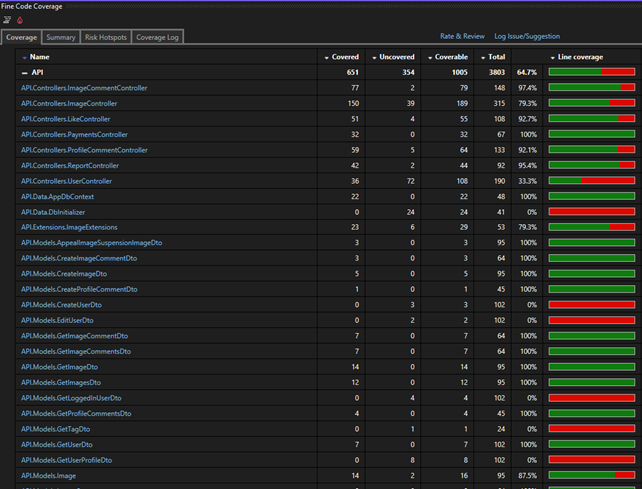 Fine Code Coverage
Coverage Summary Risk Hotspots Coverage Log Rate & Review Log Issue/Suggestion
Name Covered Uncovered Coverable Total Line coverage
API 651 354 1005 3803 64.7%
API.Controllers.ImageCommentController 77 2 79 148 97.4%
API.Controllers.ImageController 150 39 189 315 79.3%
API.Controllers.LikeController 51 4 55 108 92.7%
API.Controllers.PaymentsController 32 0 32 67 100%
API.Controllers.ProfileCommentController 59 5 64 133 92.1%
API.Controllers.ReportController 42 2 44 92 95.4%
API.Controllers.UserController 36 72 108 190 33.3%
API.Data.AppDbContext 22 0 22 48 100%
API.Data.DbInitializer 0 24 24 41 0%
API.Extensions.ImageExtensions 23 6 29 53 79.3%
API.Models.AppealImageSuspensionImageDto 3 0 3 95 100%
API.Models.CreateImageCommentDto 3 0 3 64 100%
API.Models.CreateImageDto 5 0 5 95 100%
API.Models.CreateProfileCommentDto 1 0 1 45 100%
API.Models.CreateUserDto 0 3 3 102 0%
API.Models.EditUserDto 0 2 2 102 0%
API.Models.GetImageCommentDto 7 0 7 64 100%
API.Models.GetImageCommentsDto 7 0 7 64 100%
API.Models.GetImageDto 14 0 14 95 100%
API.Models.GetImagesDto 12 0 12 95 100%
API.Models.GetLoggedInUserDto 0 4 4 102 0%
API.Models.GetProfileCommentsDto 4 0 4 45 100%
API.Models.GetTagDto 0 1 1 24 0%
API.Models.GetUserDto 7 0 7 102 100%
API.Models.GetUserProfileDto 0 8 8 102 0%
API.Models.Image 14 2 16 95 87.5%